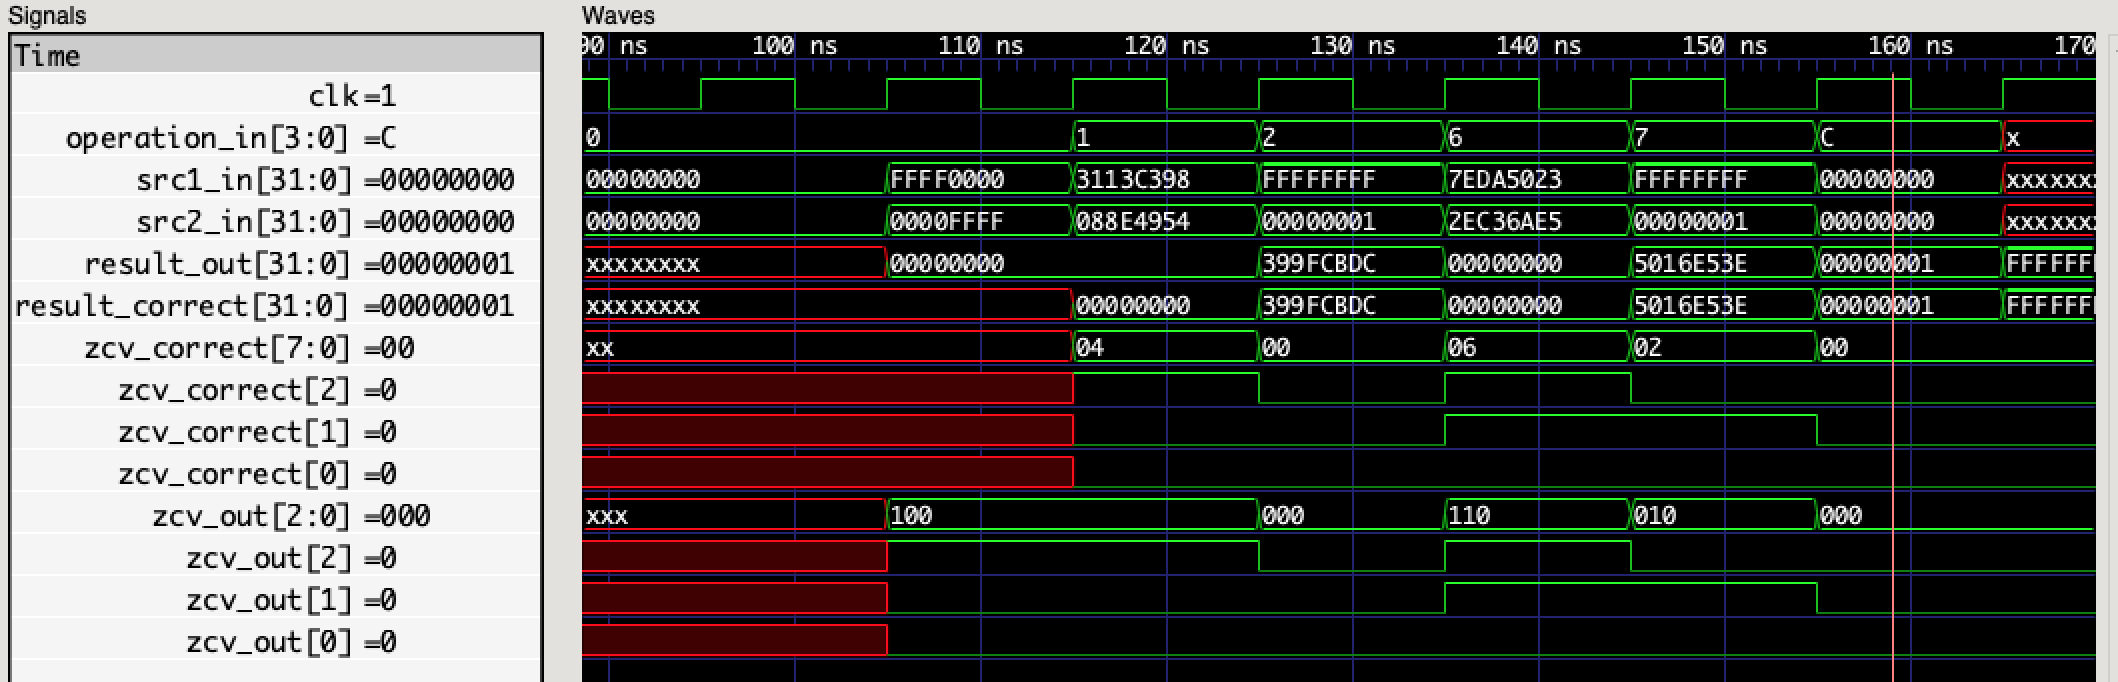 Signals Waves
Time 90 ns 100 ns 110 ns 120 ns 130 ns 140 ns 150 ns 160 ns 170
clk=1
operation_in[3:0] =C 0 1 2 6 7 C x
src1_in[31:0] =00000000 00000000 FFFF0000 3113C398 FFFFFFFF 7EDA5023 FFFFFFFF 00000000 xxxxxxx
src2_in[31:0] =00000000 00000000 0000FFFF 088E4954 00000001 2EC36AE5 00000001 00000000 xxxxxxx
result_out[31:0] =00000001 xxxxxxxx 00000000 399FCBDC 00000000 5016E53E 00000001 FFFFFFF
result_correct[31:0] =00000001 xxxxxxxx 00000000 399FCBDC 00000000 5016E53E 00000001 FFFFFFF
zcv_correct[7:0] =00 xx 04 00 06 02 00
zcv_correct[2] =0
zcv_correct[1] =0
zcv_correct[0] =0
zcv_out[2:0] =000 xxx 100 000 110 010 000
zcv_out[2] =0
zcv_out[1] =0
zcv_out[0] =0